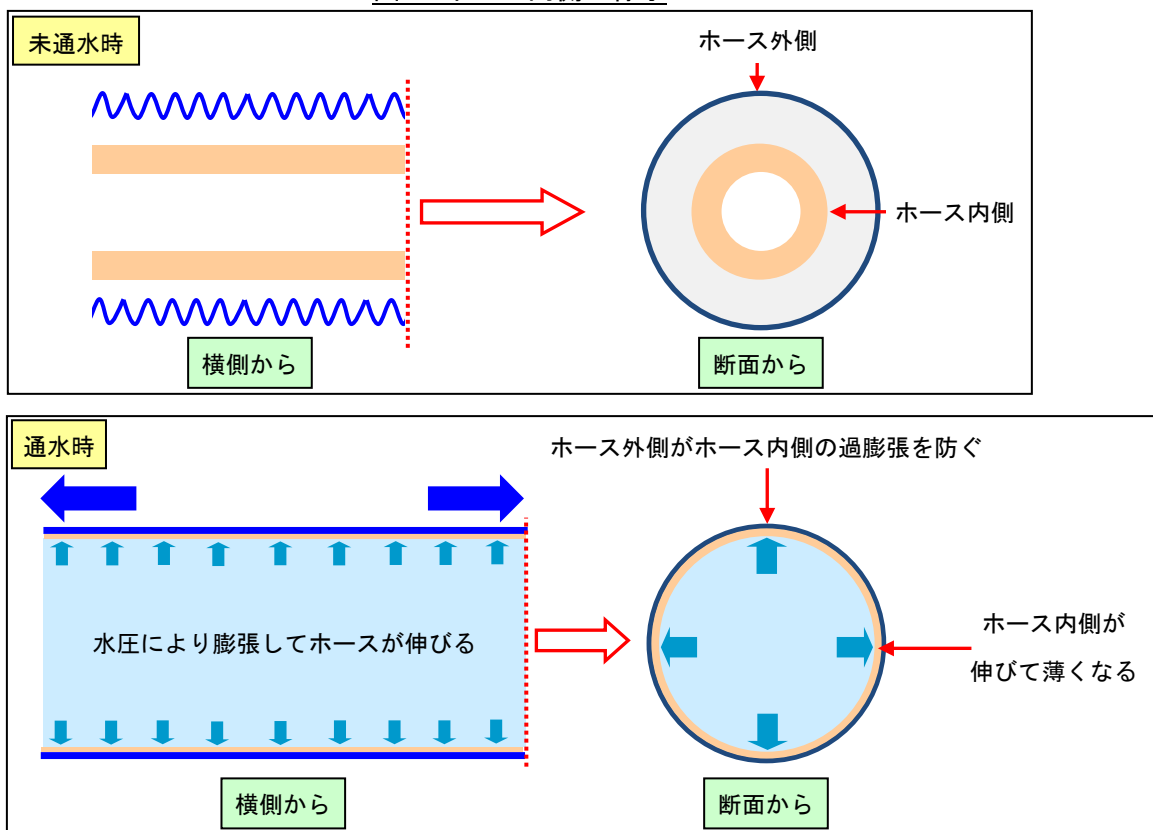 未通水時
ホース外側
ホース内側
横側から
断面から
通水時
ホース外側がホース内側の過膨張を防ぐ
水圧により膨張してホースが伸びる
ホース内側が
伸びて薄くなる
横側から
断面から